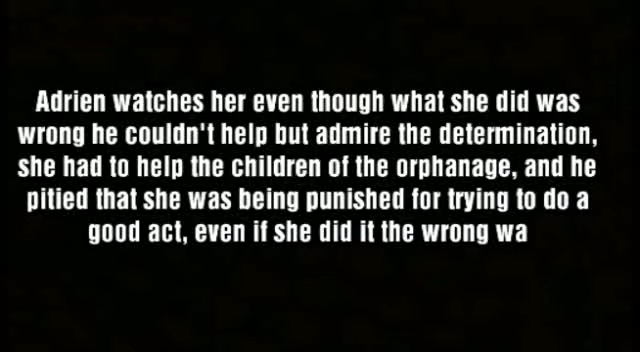 Adrien watches her even though what she did was
wrong he couldn't help but admire the determination,
she had to help the children of the orphanage, and he
pitied that she was being punished for trying to do a
good act, even if she did it the wrong wa